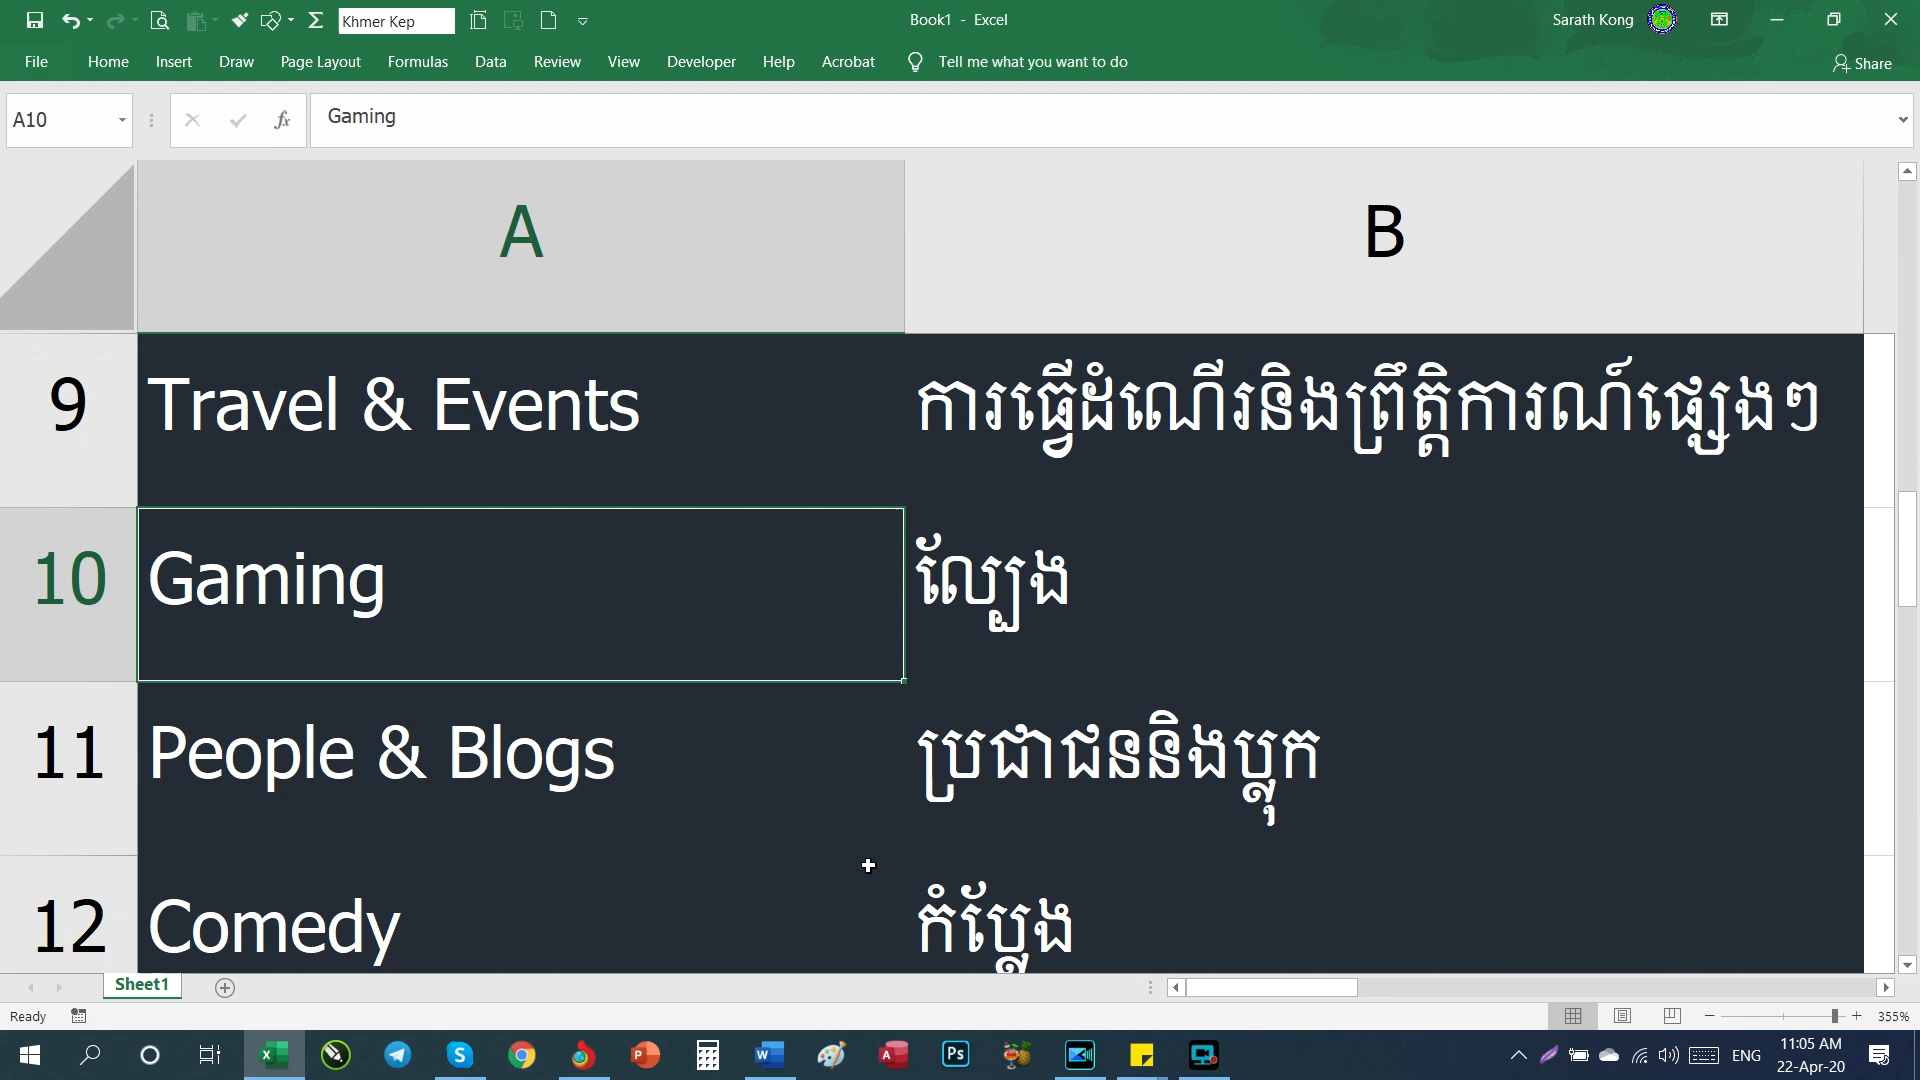 Khmer Kep
Book1 - Excel
Sarath Kong
File Home Insert Draw Page Layout Formulas Data Review View Developer Help Acrobat Tell me what you want to do Share
A10 fx Gaming
A B
9 Travel & Events ការធ្វើដំណើរនិងព្រឹត្តិការណ៍ផ្សេងៗ
10 Gaming ល្បែង
11 People & Blogs ប្រជាជននិងប្លុក
12 Comedy កំប្លែង
Sheet1
Ready 355%
ENG 11:05 AM
22-Apr-20